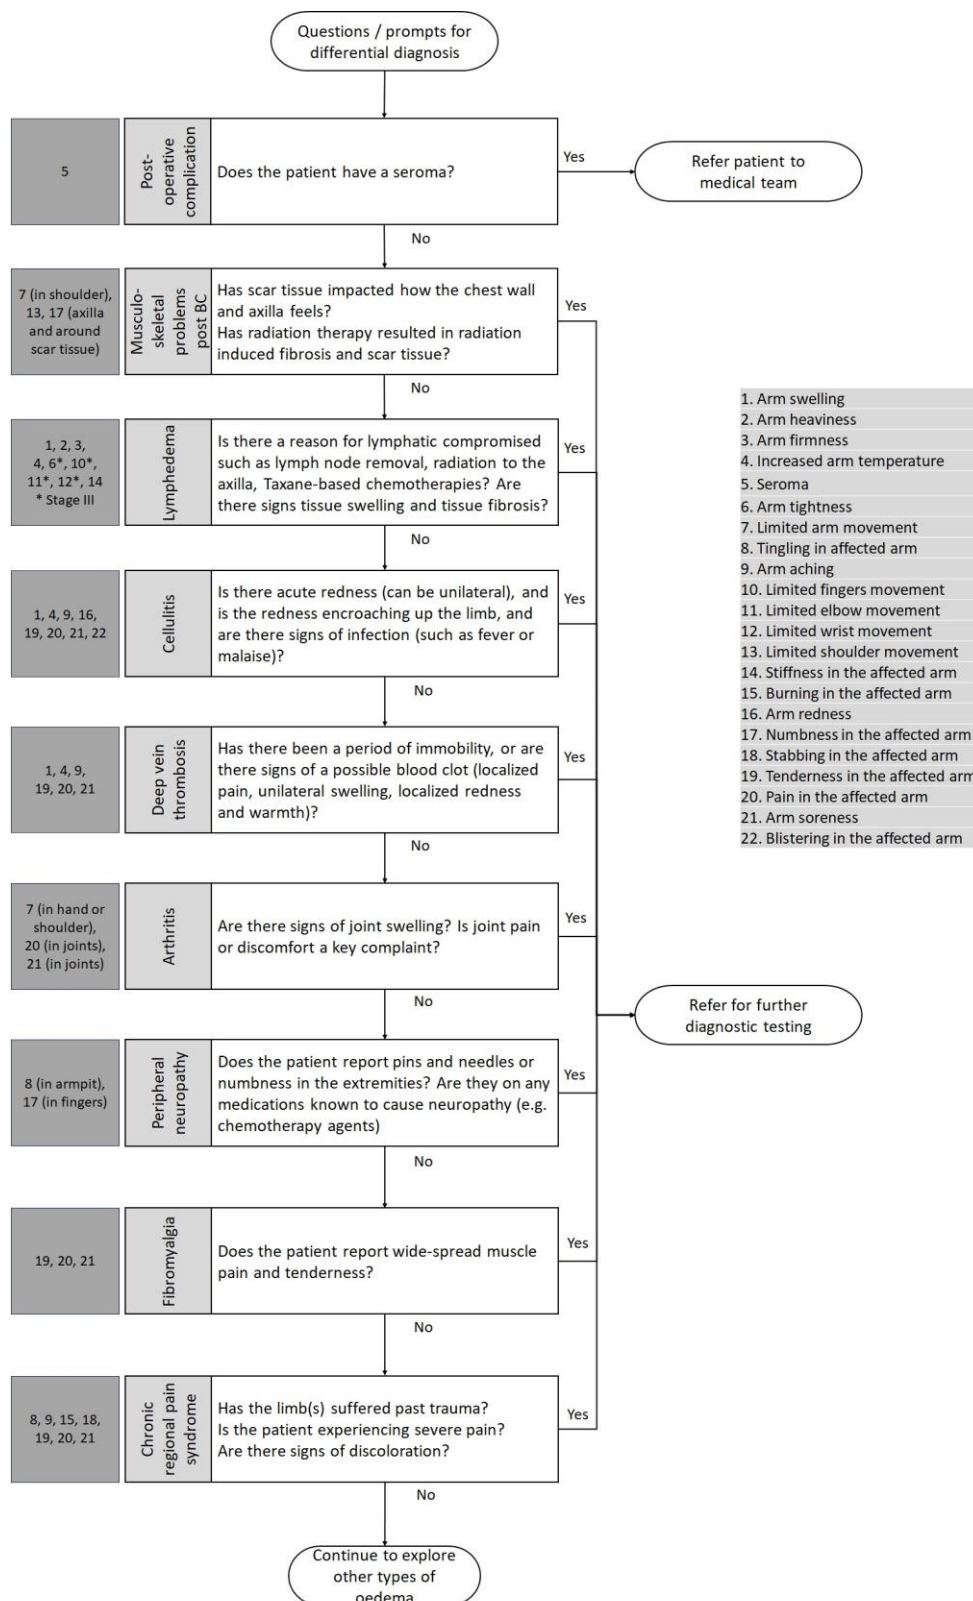 Questions / prompts for
differential diagnosis
5
Post-
operative
complication
Does the patient have a seroma?
Yes
Refer patient to
medical team
No
7 (in shoulder),
13, 17 (axilla
and around
scar tissue)
Musculo-
skeletal
problems
post BC
Has scar tissue impacted how the chest wall
and axilla feels?
Has radiation therapy resulted in radiation
induced fibrosis and scar tissue?
Yes
No
1, 2, 3,
4, 6*, 10*,
11*, 12*, 14
* Stage III
Lymphedema
Is there a reason for lymphatic compromised
such as lymph node removal, radiation to the
axilla, Taxane-based chemotherapies? Are
there signs tissue swelling and tissue fibrosis?
Yes
No
1, 4, 9, 16,
19, 20, 21, 22
Cellulitis
Is there acute redness (can be unilateral), and
is the redness encroaching up the limb, and
are there signs of infection (such as fever or
malaise)?
Yes
No
1, 4, 9,
19, 20, 21
Deep vein
thrombosis
Has there been a period of immobility, or are
there signs of a possible blood clot (localized
pain, unilateral swelling, localized redness
and warmth)?
Yes
No
7 (in hand or
shoulder),
20 (in joints),
21 (in joints)
Arthritis
Are there signs of joint swelling? Is joint pain
or discomfort a key complaint?
Yes
No
Refer for further
diagnostic testing
8 (in armpit),
17 (in fingers)
Peripheral
neuropathy
Does the patient report pins and needles or
numbness in the extremities? Are they on any
medications known to cause neuropathy (e.g.
chemotherapy agents)
Yes
No
19, 20, 21
Fibromyalgia
Does the patient report wide-spread muscle
pain and tenderness?
Yes
No
8, 9, 15, 18,
19, 20, 21
Chronic
regional pain
syndrome
Has the limb(s) suffered past trauma?
Is the patient experiencing severe pain?
Are there signs of discoloration?
Yes
No
Continue to explore
other types of
oedema
1. Arm swelling
2. Arm heaviness
3. Arm firmness
4. Increased arm temperature
5. Seroma
6. Arm tightness
7. Limited arm movement
8. Tingling in affected arm
9. Arm aching
10. Limited fingers movement
11. Limited elbow movement
12. Limited wrist movement
13. Limited shoulder movement
14. Stiffness in the affected arm
15. Burning in the affected arm
16. Arm redness
17. Numbness in the affected arm
18. Stabbing in the affected arm
19. Tenderness in the affected arm
20. Pain in the affected arm
21. Arm soreness
22. Blistering in the affected arm